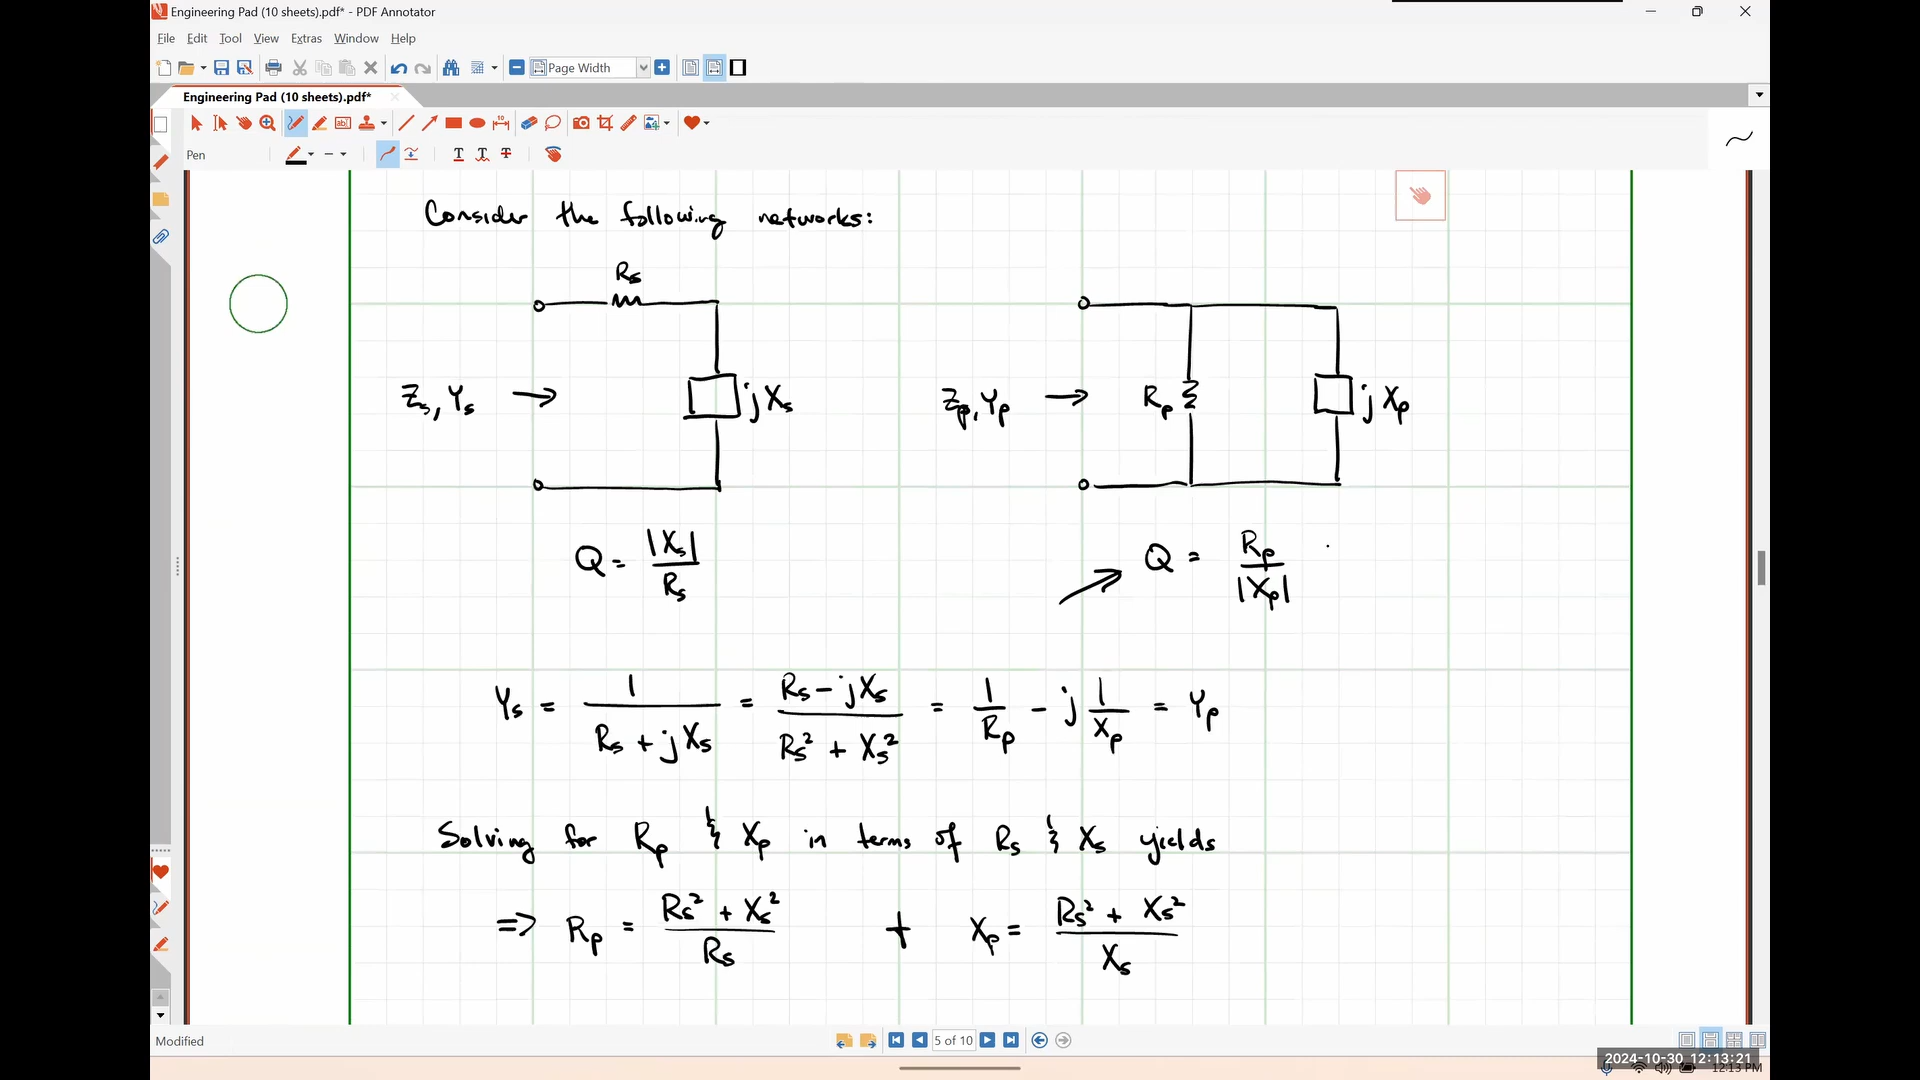 Engineering Pad (10 sheets).pdf* - PDF Annotator
File Edit Tool View Extras Window Help
Page Width
Engineering Pad (10 sheets).pdf*
Pen
Consider the following networks:
Rs
Zs, Ys → jXs
Zp, Yp → Rp jXp
Q = |Xs| / Rs
Q = Rp / |Xp|
Ys = 1 / (Rs + jXs) = (Rs - jXs) / (Rs² + Xs²) = 1/Rp - j 1/Xp = Yp
Solving for Rp & Xp in terms of Rs & Xs yields
=> Rp = (Rs² + Xs²) / Rs + Xp = (Rs² + Xs²) / Xs
Modified
5 of 10
2024-10-30 12:13:21
12:13 PM